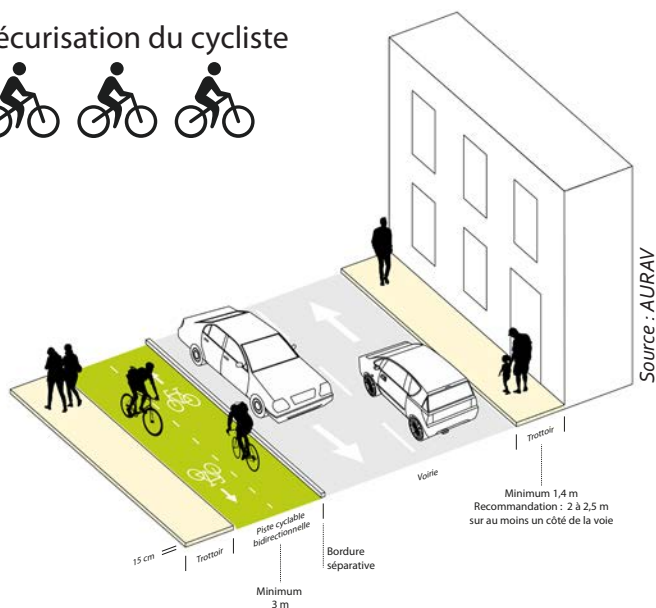 écurisation du cycliste
Source : AURAV
Trottoir
Voirie
Minimum 1,4 m
Recommandation : 2 à 2,5 m
sur au moins un côté de la voie
Piste cyclable
bidirectionnelle
Bordure
séparative
15 cm
Trottoir
Minimum
3 m